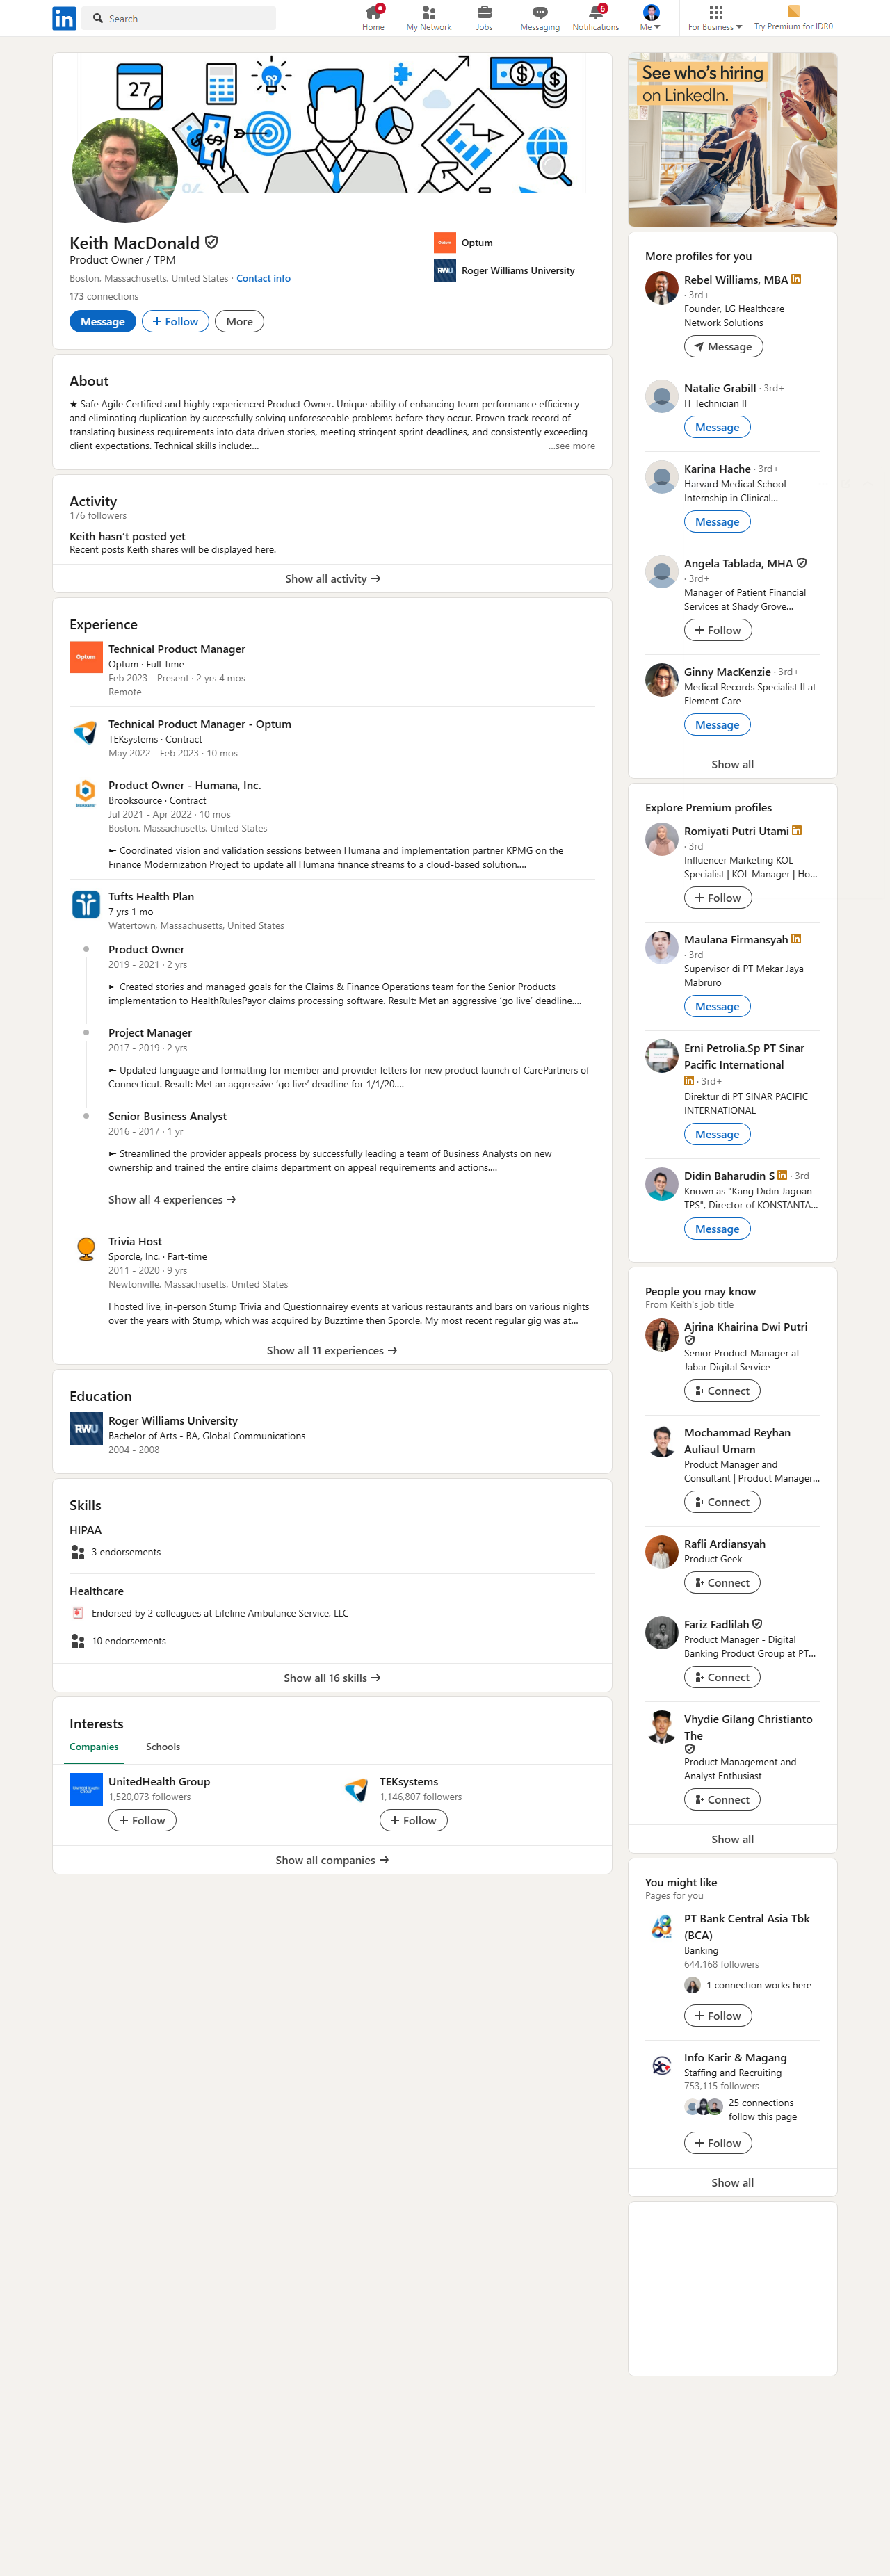 in
Search
Home
My Network
Jobs
Messaging
6
Notifications
Me
For Business
Try Premium for IDR0
27
See who's hiring
on LinkedIn.
Keith MacDonald
Product Owner / TPM
Boston, Massachusetts, United States · Contact info
173 connections
Message
+ Follow
More
Optum
Optum
RWU
Roger Williams University
About
★ Safe Agile Certified and highly experienced Product Owner. Unique ability of enhancing team performance efficiency
and eliminating duplication by successfully solving unforeseeable problems before they occur. Proven track record of
translating business requirements into data driven stories, meeting stringent sprint deadlines, and consistently exceeding
client expectations. Technical skills include:...
...see more
Activity
176 followers
Keith hasn't posted yet
Recent posts Keith shares will be displayed here.
Show all activity →
Experience
Optum
Technical Product Manager
Optum · Full-time
Feb 2023 - Present · 2 yrs 4 mos
Remote
Technical Product Manager - Optum
TEKsystems · Contract
May 2022 - Feb 2023 · 10 mos
Product Owner - Humana, Inc.
Brooksource · Contract
Jul 2021 - Apr 2022 · 10 mos
Boston, Massachusetts, United States
► Coordinated vision and validation sessions between Humana and implementation partner KPMG on the
Finance Modernization Project to update all Humana finance streams to a cloud-based solution....
Tufts Health Plan
7 yrs 1 mo
Watertown, Massachusetts, United States
Product Owner
2019 - 2021 · 2 yrs
► Created stories and managed goals for the Claims & Finance Operations team for the Senior Products
implementation to HealthRulesPayor claims processing software. Result: Met an aggressive 'go live' deadline....
Project Manager
2017 - 2019 · 2 yrs
► Updated language and formatting for member and provider letters for new product launch of CarePartners of
Connecticut. Result: Met an aggressive 'go live' deadline for 1/1/20....
Senior Business Analyst
2016 - 2017 · 1 yr
► Streamlined the provider appeals process by successfully leading a team of Business Analysts on new
ownership and trained the entire claims department on appeal requirements and actions....
Show all 4 experiences →
Trivia Host
Sporcle, Inc. · Part-time
2011 - 2020 · 9 yrs
Newtonville, Massachusetts, United States
I hosted live, in-person Stump Trivia and Questionnairey events at various restaurants and bars on various nights
over the years with Stump, which was acquired by Buzztime then Sporcle. My most recent regular gig was at...
Show all 11 experiences →
Education
RWU
Roger Williams University
Bachelor of Arts - BA, Global Communications
2004 - 2008
Skills
HIPAA
3 endorsements
Healthcare
Endorsed by 2 colleagues at Lifeline Ambulance Service, LLC
10 endorsements
Show all 16 skills →
Interests
Companies
Schools
UNITEDHEALTH GROUP
UnitedHealth Group
1,520,073 followers
+ Follow
TEKsystems
1,146,807 followers
+ Follow
Show all companies →
More profiles for you
Rebel Williams, MBA in
· 3rd+
Founder, LG Healthcare
Network Solutions
Message
Natalie Grabill · 3rd+
IT Technician II
Message
Karina Hache · 3rd+
Harvard Medical School
Internship in Clinical...
Message
Angela Tablada, MHA
· 3rd+
Manager of Patient Financial
Services at Shady Grove...
+ Follow
Ginny MacKenzie · 3rd+
Medical Records Specialist II at
Element Care
Message
Show all
Explore Premium profiles
Romiyati Putri Utami in
· 3rd
Influencer Marketing KOL
Specialist | KOL Manager | Ho...
+ Follow
Maulana Firmansyah in
· 3rd
Supervisor di PT Mekar Jaya
Mabruro
Message
Erni Petrolia.Sp PT Sinar
Pacific International
in · 3rd+
Direktur di PT SINAR PACIFIC
INTERNATIONAL
Message
Didin Baharudin S in · 3rd
Known as "Kang Didin Jagoan
TPS", Director of KONSTANTA...
Message
People you may know
From Keith's job title
Ajrina Khairina Dwi Putri
Senior Product Manager at
Jabar Digital Service
Connect
Mochammad Reyhan
Auliaul Umam
Product Manager and
Consultant | Product Manager...
Connect
Rafli Ardiansyah
Product Geek
Connect
Fariz Fadlilah
Product Manager - Digital
Banking Product Group at PT...
Connect
Vhydie Gilang Christianto
The
Product Management and
Analyst Enthusiast
Connect
Show all
You might like
Pages for you
PT Bank Central Asia Tbk
(BCA)
Banking
644,168 followers
1 connection works here
+ Follow
Info Karir & Magang
Staffing and Recruiting
753,115 followers
25 connections
follow this page
+ Follow
Show all